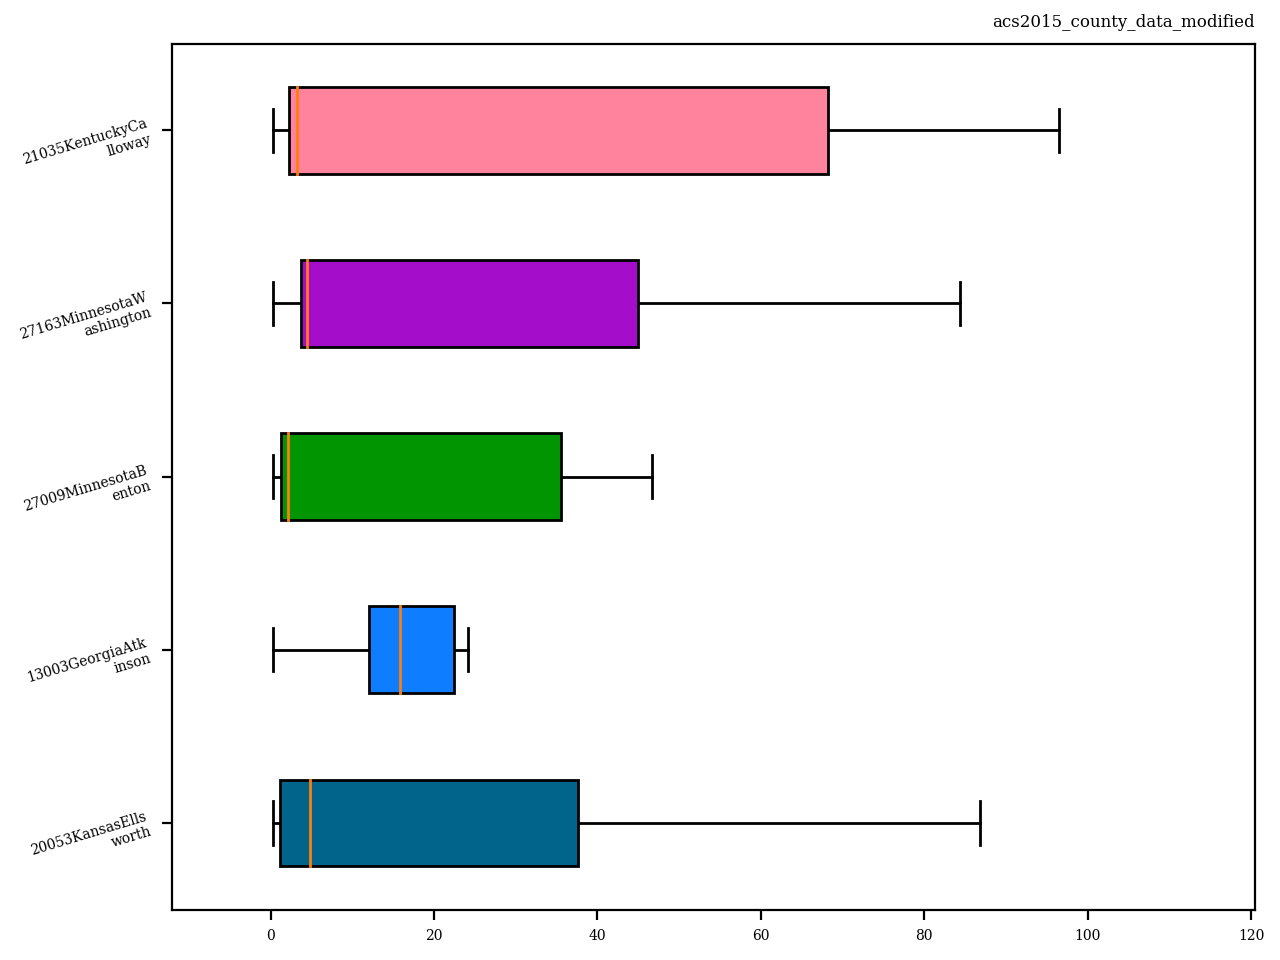 acs2015_county_data_modified
21035KentuckyCa
lloway
27163MinnesotaW
ashington
27009MinnesotaB
enton
13003GeorgiaAtk
inson
20053KansasElls
worth
0 20 40 60 80 100 120